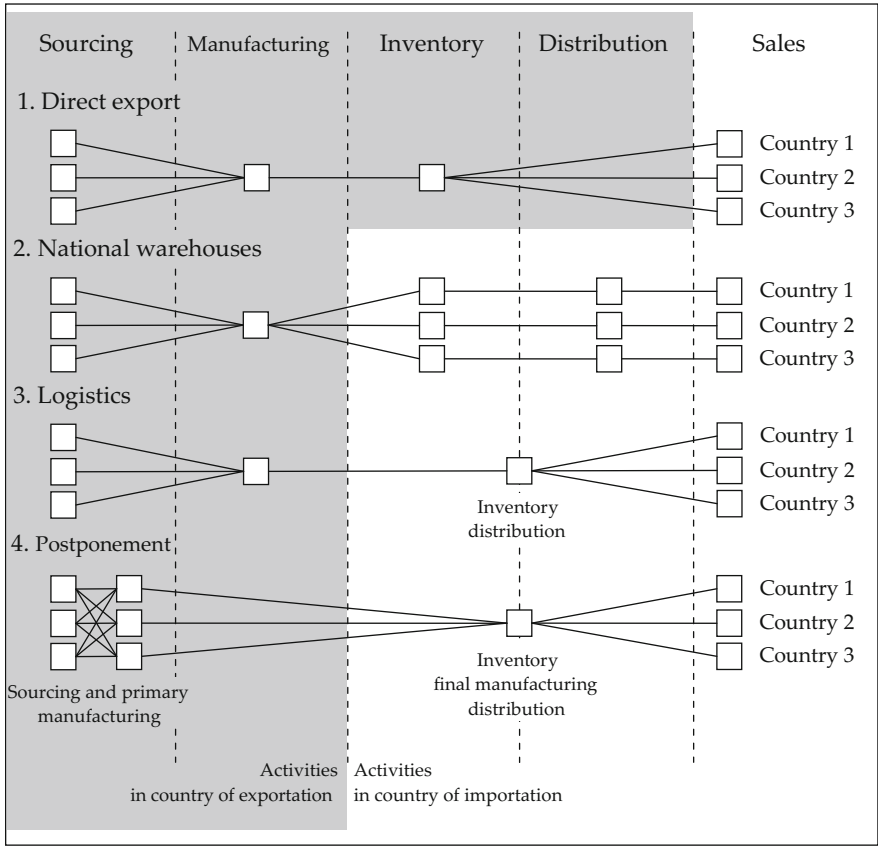 Sourcing Manufacturing Inventory Distribution Sales
1. Direct export
Country 1
Country 2
Country 3
2. National warehouses
Country 1
Country 2
Country 3
3. Logistics
Country 1
Country 2
Country 3
Inventory
distribution
4. Postponement
Country 1
Country 2
Country 3
Sourcing and primary
manufacturing
Inventory
final manufacturing
distribution
Activities
in country of exportation
Activities
in country of importation